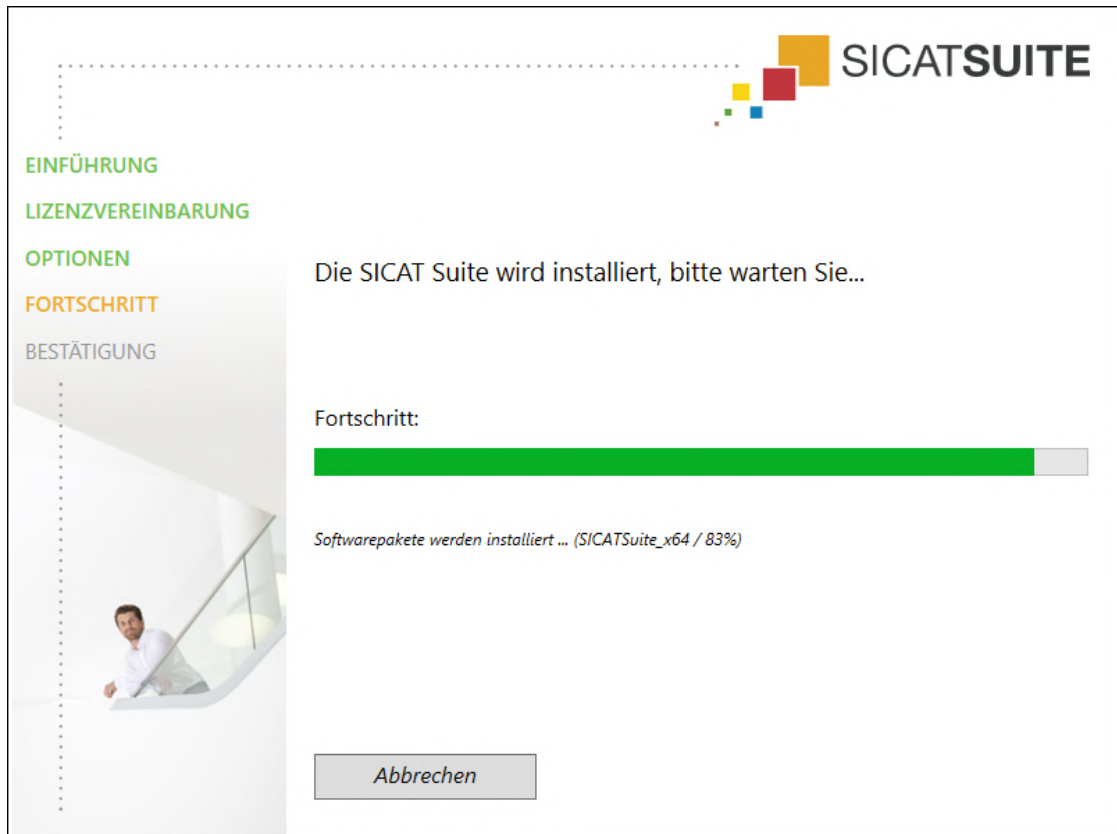 SICATSUITE
EINFÜHRUNG
LIZENZVEREINBARUNG
OPTIONEN
FORTSCHRITT
BESTÄTIGUNG
Die SICAT Suite wird installiert, bitte warten Sie...
Fortschritt:
Softwarepakete werden installiert ... (SICATSuite_x64 / 83%)
Abbrechen